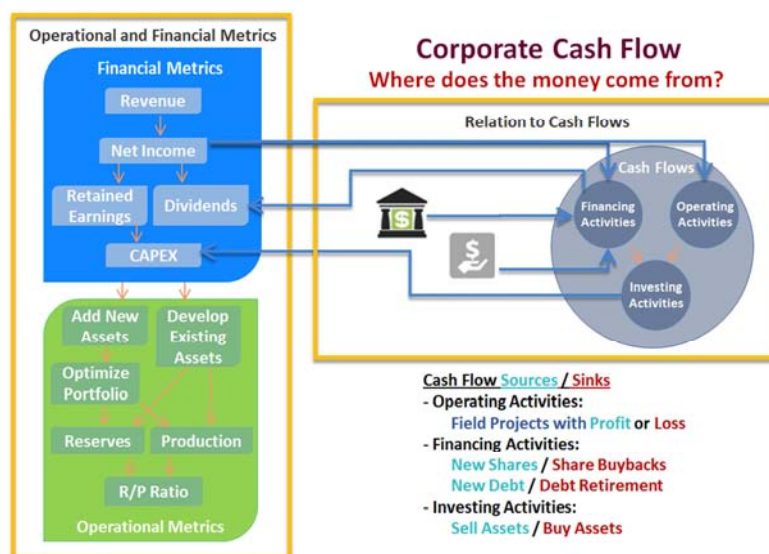 Operational and Financial Metrics
Financial Metrics
Revenue
Net Income
Retained
Earnings
Dividends
CAPEX
Add New
Assets
Develop
Existing
Assets
Optimize
Portfolio
Reserves
Production
R/P Ratio
Operational Metrics
Corporate Cash Flow
Where does the money come from?
Relation to Cash Flows
Cash Flows
Financing
Activities
Operating
Activities
Investing
Activities
$
$
Cash Flow Sources / Sinks
- Operating Activities:
Field Projects with Profit or Loss
- Financing Activities:
New Shares / Share Buybacks
New Debt / Debt Retirement
- Investing Activities:
Sell Assets / Buy Assets